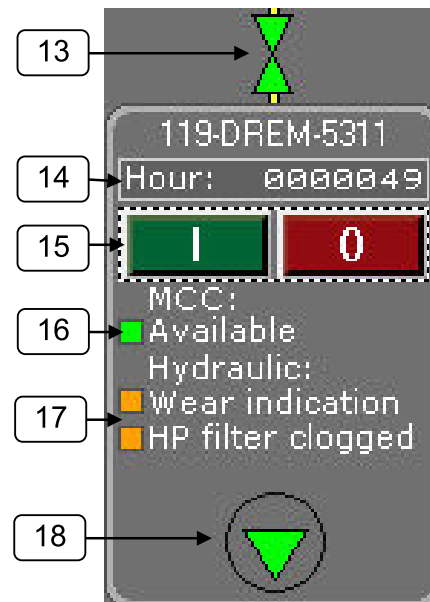 13
119-DREM-5311
14
Hour: 0000049
15
I 0
MCC:
16
Available
Hydraulic:
Wear indication
17
HP filter clogged
18